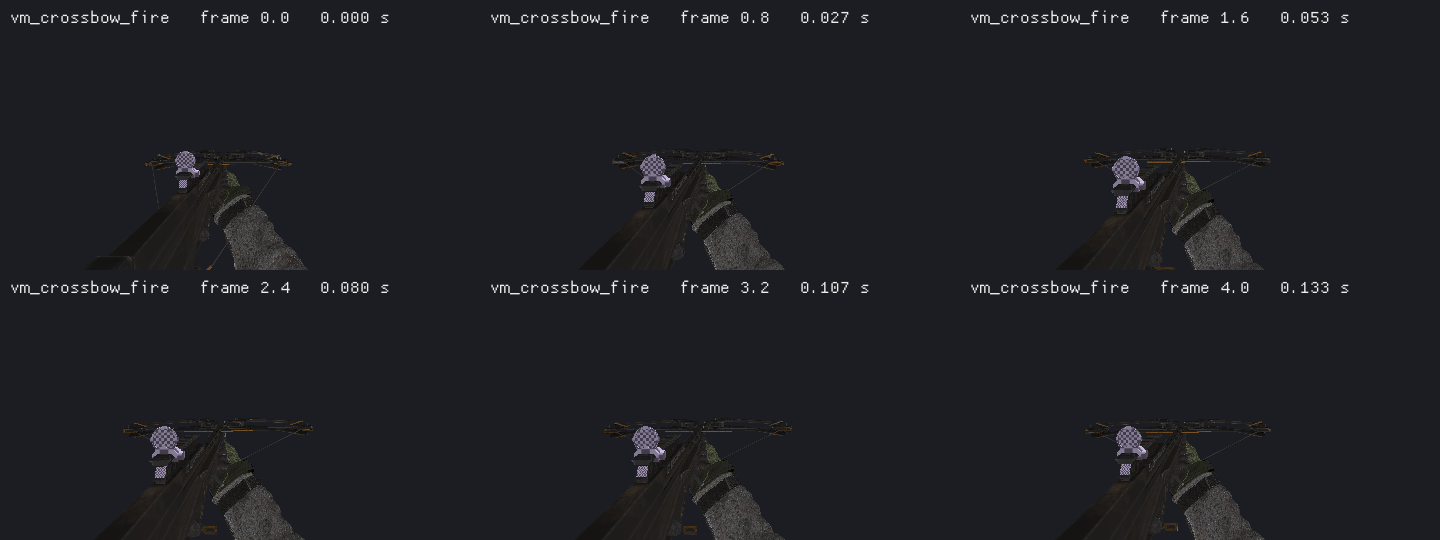 vm_crossbow_fire   frame 0.0   0.000 s
vm_crossbow_fire   frame 0.8   0.027 s
vm_crossbow_fire   frame 1.6   0.053 s
vm_crossbow_fire   frame 2.4   0.080 s
vm_crossbow_fire   frame 3.2   0.107 s
vm_crossbow_fire   frame 4.0   0.133 s